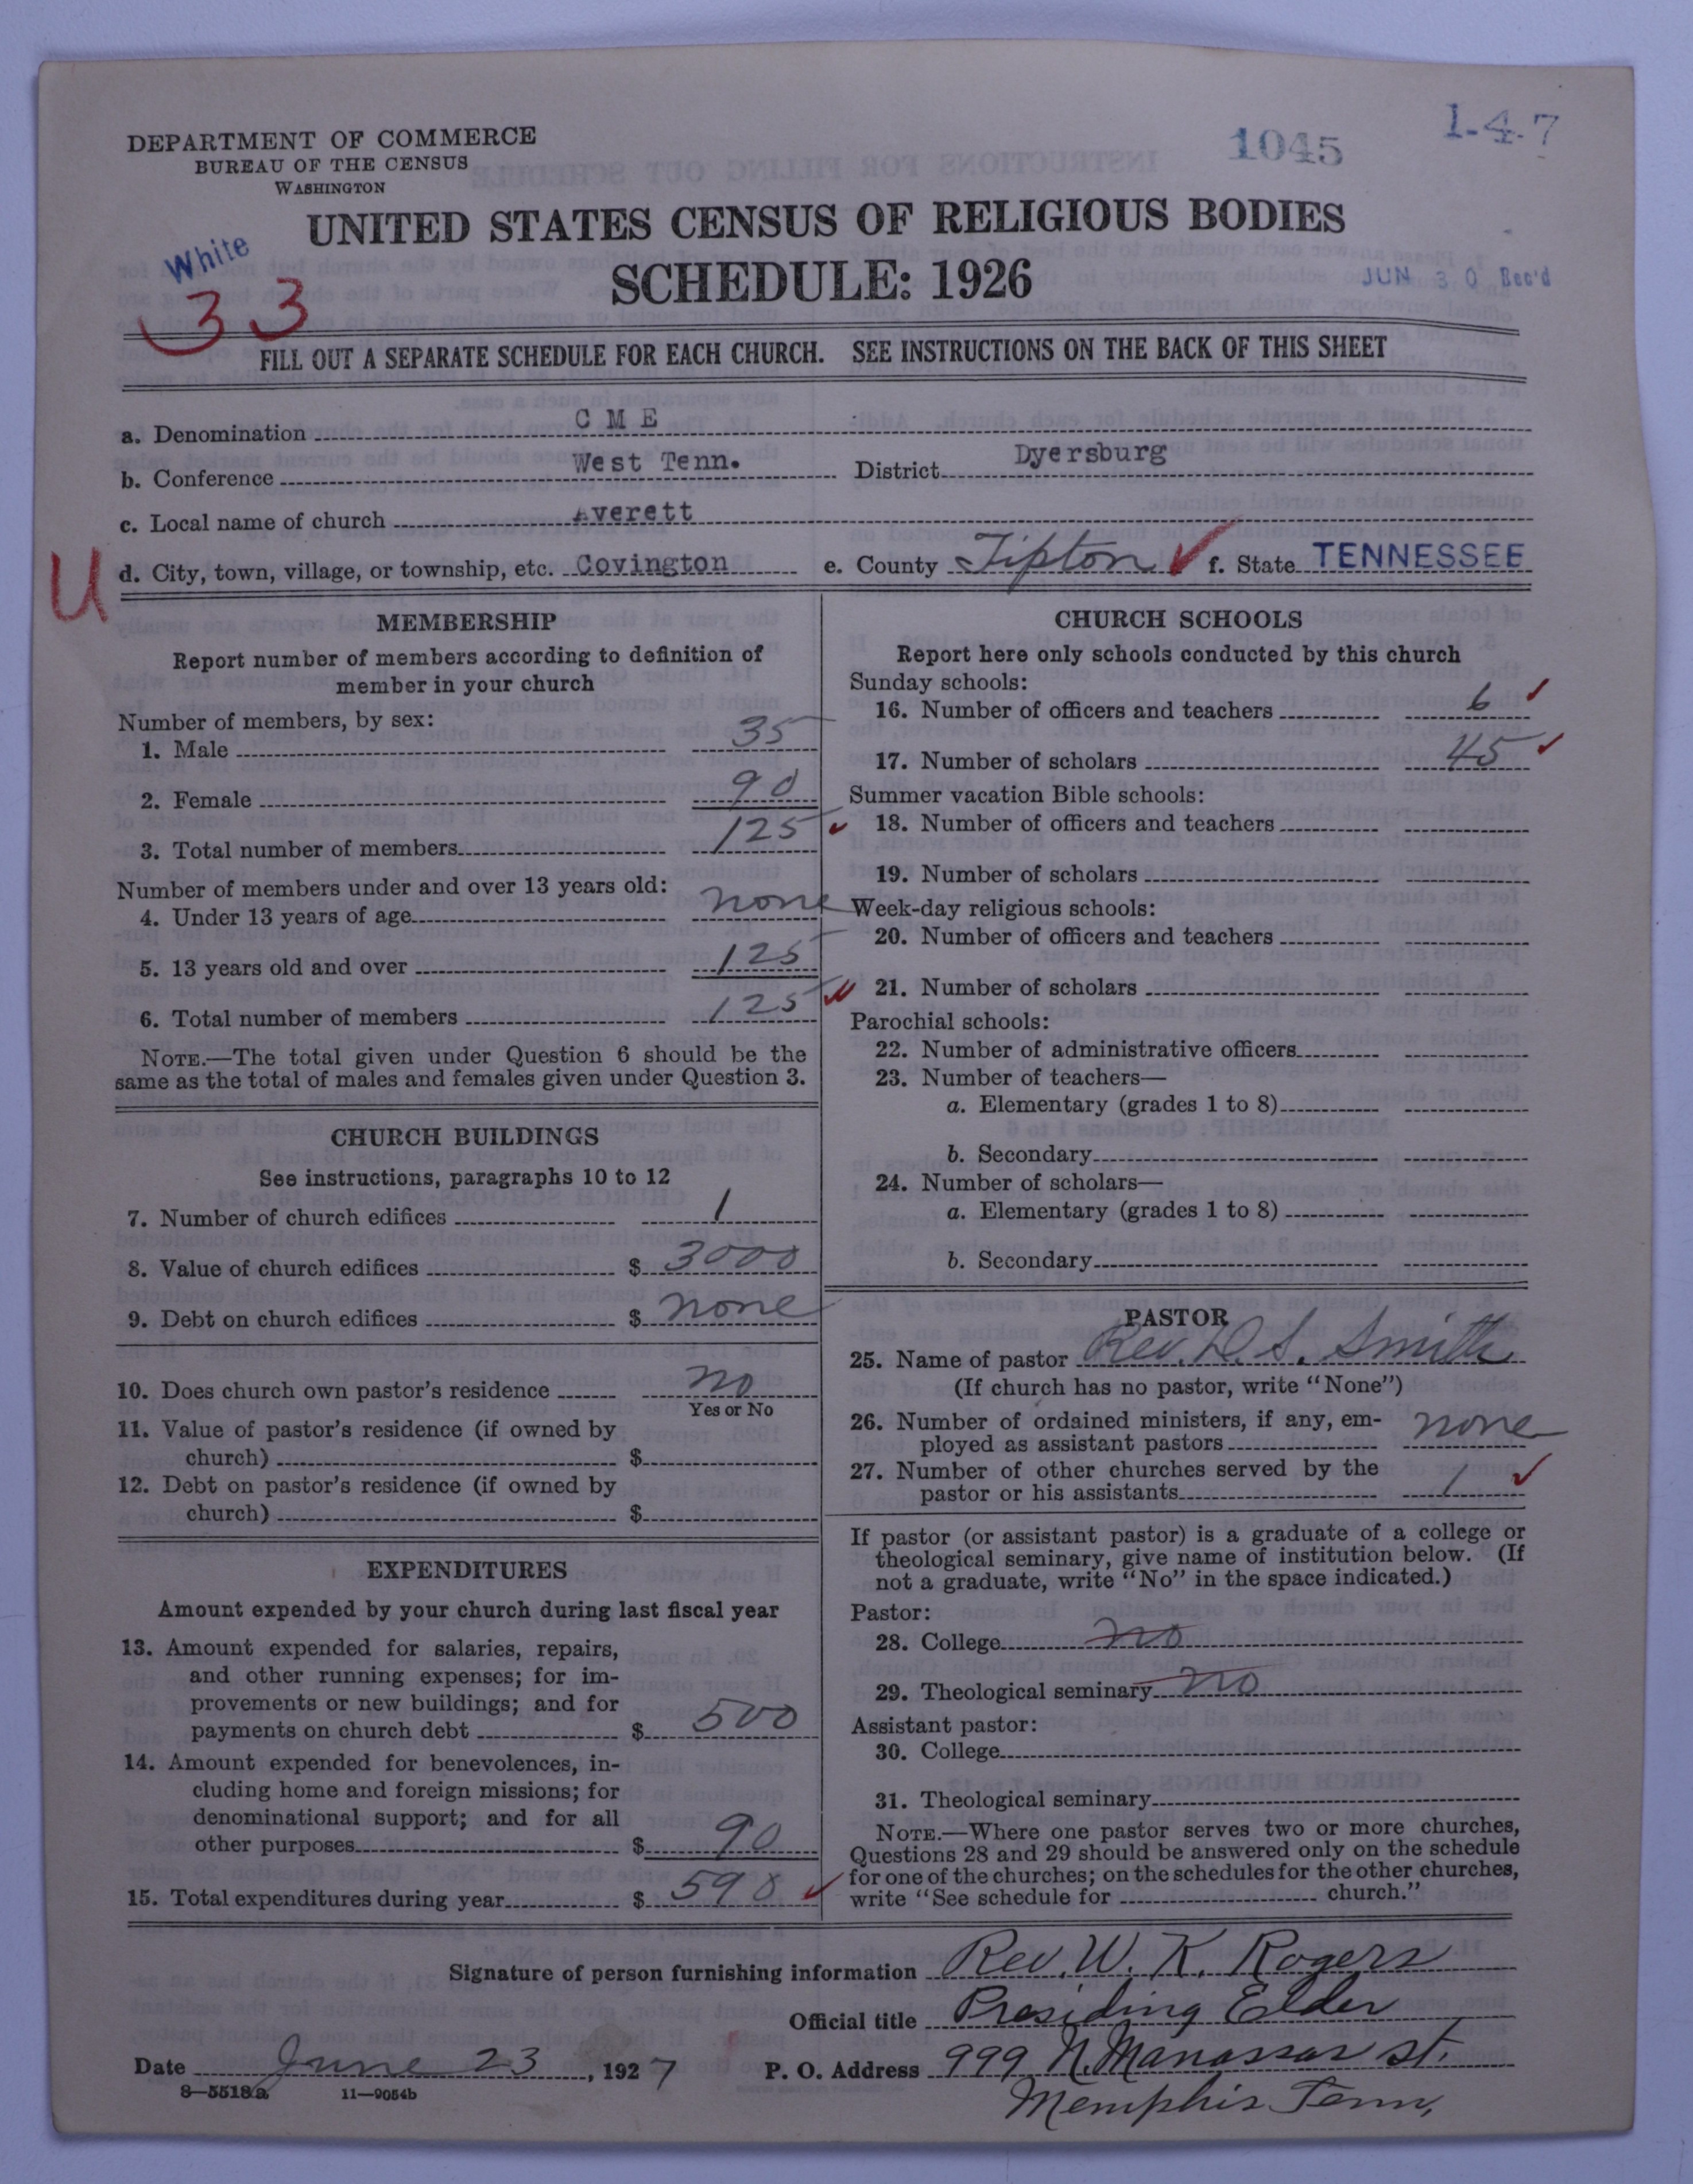 DEPARTMENT OF COMMERCE
BUREAU OF THE CENSUS
WASHINGTON
1045
1-4-7
UNITED STATES CENSUS OF RELIGIOUS BODIES
SCHEDULE: 1926
White
33
JUN 30 Rec'd
FILL OUT A SEPARATE SCHEDULE FOR EACH CHURCH. SEE INSTRUCTIONS ON THE BACK OF THIS SHEET
a. Denomination C M E
b. Conference West Tenn. District Dyersburg
c. Local name of church Averett
U
d. City, town, village, or township, etc. Covington e. County Tipton f. State TENNESSEE
MEMBERSHIP
Report number of members according to definition of
member in your church
Number of members, by sex:
1. Male 35
2. Female 90
3. Total number of members 125
Number of members under and over 13 years old:
4. Under 13 years of age none
5. 13 years old and over 125
6. Total number of members 125
NOTE.—The total given under Question 6 should be the
same as the total of males and females given under Question 3.
CHURCH BUILDINGS
See instructions, paragraphs 10 to 12
7. Number of church edifices 1
8. Value of church edifices $ 3000
9. Debt on church edifices $ none
10. Does church own pastor's residence no
Yes or No
11. Value of pastor's residence (if owned by
church) $
12. Debt on pastor's residence (if owned by
church) $
EXPENDITURES
Amount expended by your church during last fiscal year
13. Amount expended for salaries, repairs,
and other running expenses; for im-
provements or new buildings; and for
payments on church debt $ 500
14. Amount expended for benevolences, in-
cluding home and foreign missions; for
denominational support; and for all
other purposes $ 90
15. Total expenditures during year $ 590
CHURCH SCHOOLS
Report here only schools conducted by this church
Sunday schools:
16. Number of officers and teachers 6
17. Number of scholars 45
Summer vacation Bible schools:
18. Number of officers and teachers
19. Number of scholars
Week-day religious schools:
20. Number of officers and teachers
21. Number of scholars
Parochial schools:
22. Number of administrative officers
23. Number of teachers—
a. Elementary (grades 1 to 8)
b. Secondary
24. Number of scholars—
a. Elementary (grades 1 to 8)
b. Secondary
PASTOR
25. Name of pastor Rev. D. S. Smith
(If church has no pastor, write "None")
26. Number of ordained ministers, if any, em-
ployed as assistant pastors none
27. Number of other churches served by the
pastor or his assistants 1
If pastor (or assistant pastor) is a graduate of a college or
theological seminary, give name of institution below. (If
not a graduate, write "No" in the space indicated.)
Pastor:
28. College no
29. Theological seminary no
Assistant pastor:
30. College
31. Theological seminary
NOTE.—Where one pastor serves two or more churches,
Questions 28 and 29 should be answered only on the schedule
for one of the churches; on the schedules for the other churches,
write "See schedule for church."
Signature of person furnishing information Rev. W. K. Rogers
Official title Presiding Elder
Date June 23, 1927 P. O. Address 999 N. Manassas st.
8—5518a 11—9054b Memphis Tenn,